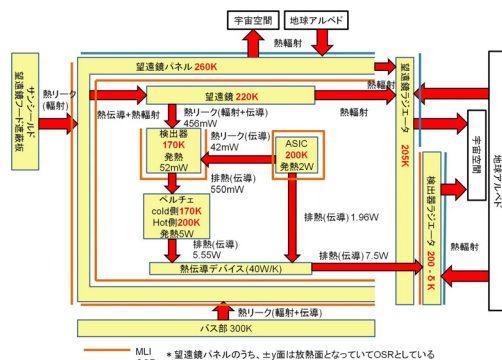 宇宙空間
地球アルベド
熱輻射
望遠鏡パネル 260K
熱輻射
サンシールド
望遠鏡フード遮蔽板
熱リーク
(輻射)
望遠鏡 220K
熱伝導+熱輻射
熱輻射
熱リーク(輻射+伝導)
456mW
検出器
170K
発熱
52mW
熱リーク(伝導)
42mW
ASIC
200K
発熱2W
望遠鏡ラジエータ
205K
宇宙空間
地球アルベド
排熱(伝導)
550mW
ペルチェ
cold側170K
Hot側200K
発熱5W
排熱(伝導)1.96W
検出器ラジエータ
200-δK
熱輻射
排熱(伝導)
5.55W
排熱(伝導)7.5W
熱伝導デバイス(40W/K)
熱リーク(輻射+伝導)
バス部 300K
MLI
*望遠鏡パネルのうち、±y面は放熱面となっていてOSRとしている